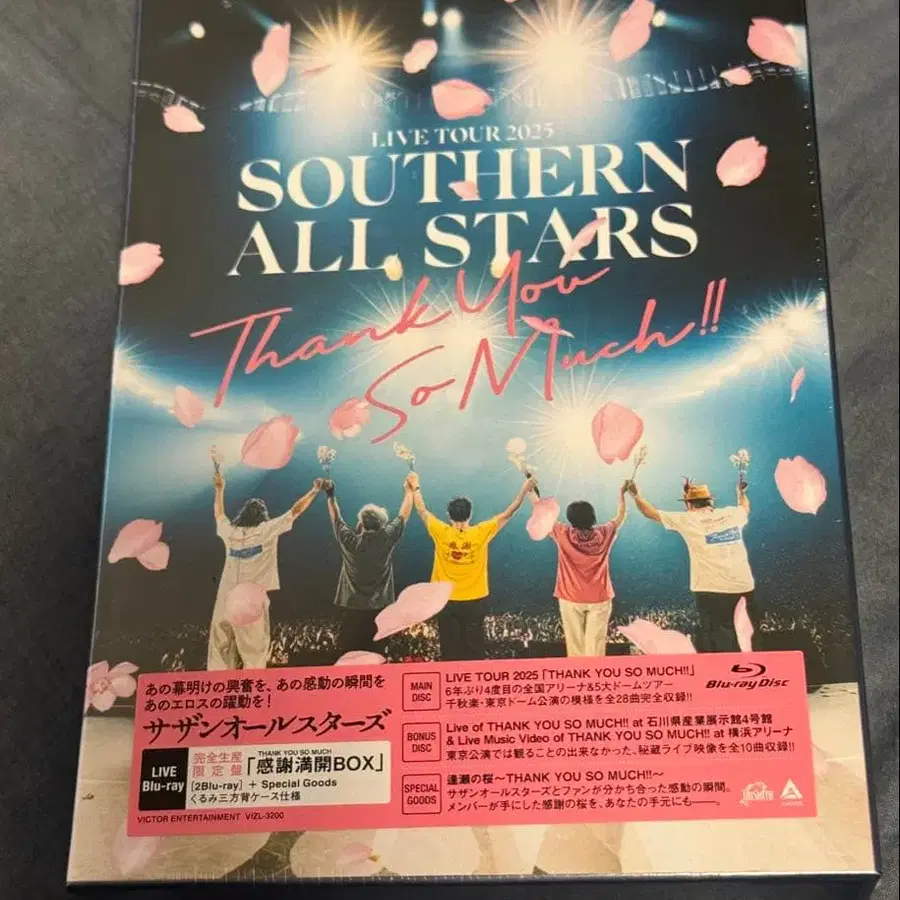 LIVE TOUR 2025
SOUTHERN
ALL STARS
Thank You
So Much!!
あの幕明けの興奮を、あの感動の瞬間を
あのエロスの躍動を!
サザンオールスターズ
LIVE
Blu-ray
完全生産
限定盤
THANK YOU SO MUCH
「感謝満開BOX」
[2Blu-ray] + Special Goods
くるみ三方背ケース仕様
VICTOR ENTERTAINMENT VIZL-3200
MAIN
DISC
LIVE TOUR 2025「THANK YOU SO MUCH!!」
6年ぶり4度目の全国アリーナ&5大ドームツアー
千秋楽・東京ドーム公演の模様を全28曲完全収録!!
Blu-ray Disc
BONUS
DISC
Live of THANK YOU SO MUCH!! at 石川県産業展示館4号館
& Live Music Video of THANK YOU SO MUCH!! at 横浜アリーナ
東京公演では観ることの出来なかった、秘蔵ライブ映像を全10曲収録!!
SPECIAL
GOODS
逢瀬の桜〜THANK YOU SO MUCH!!〜
サザンオールスターズとファンが分かち合った感動の瞬間。
メンバーが手にした感謝の桜を、あなたの手元にも――。